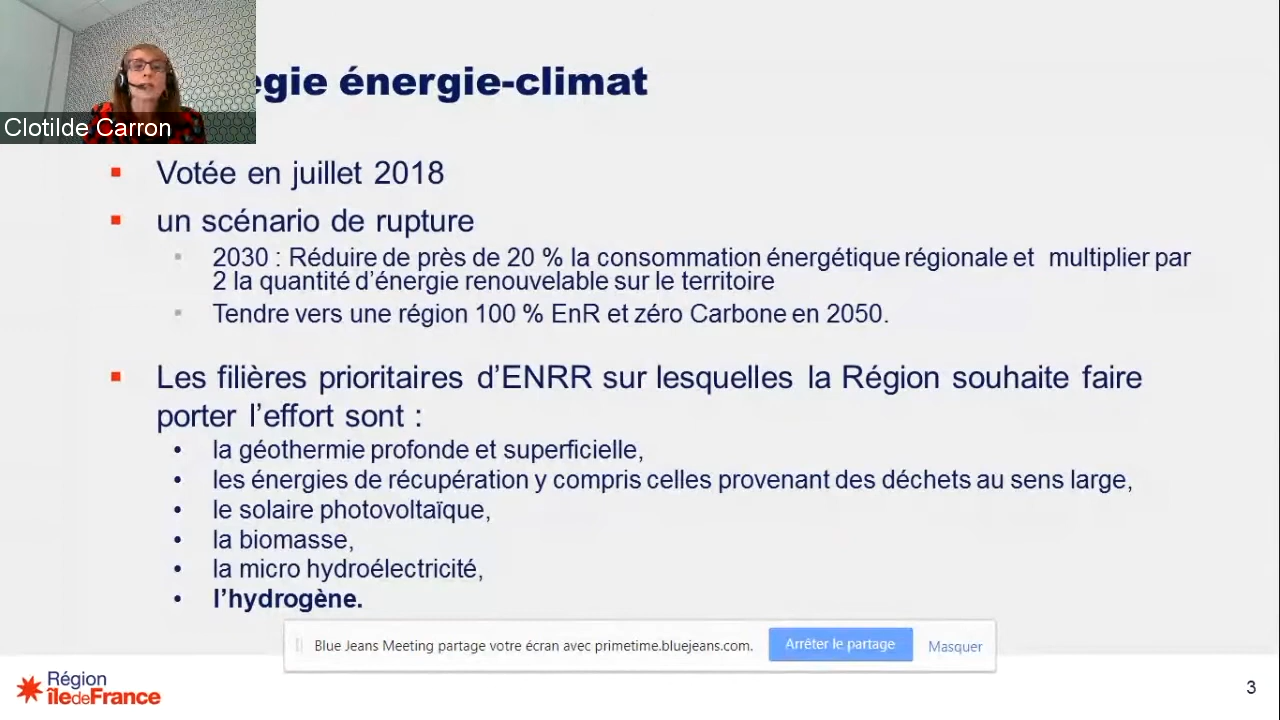 énergie-climat
Clotilde Carron
Votée en juillet 2018
un scénario de rupture
2030 : Réduire de près de 20 % la consommation énergétique régionale et multiplier par
2 la quantité d’énergie renouvelable sur le territoire
Tendre vers une région 100 % EnR et zéro Carbone en 2050.
Les filières prioritaires d’ENRR sur lesquelles la Région souhaite faire
porter l’effort sont :
• la géothermie profonde et superficielle,
• les énergies de récupération y compris celles provenant des déchets au sens large,
• le solaire photovoltaïque,
• la biomasse,
• la micro hydroélectricité,
• l’hydrogène.
Blue Jeans Meeting partage votre écran avec primetime.bluejeans.com. Arrêter le partage Masquer
Région
îledeFrance
3